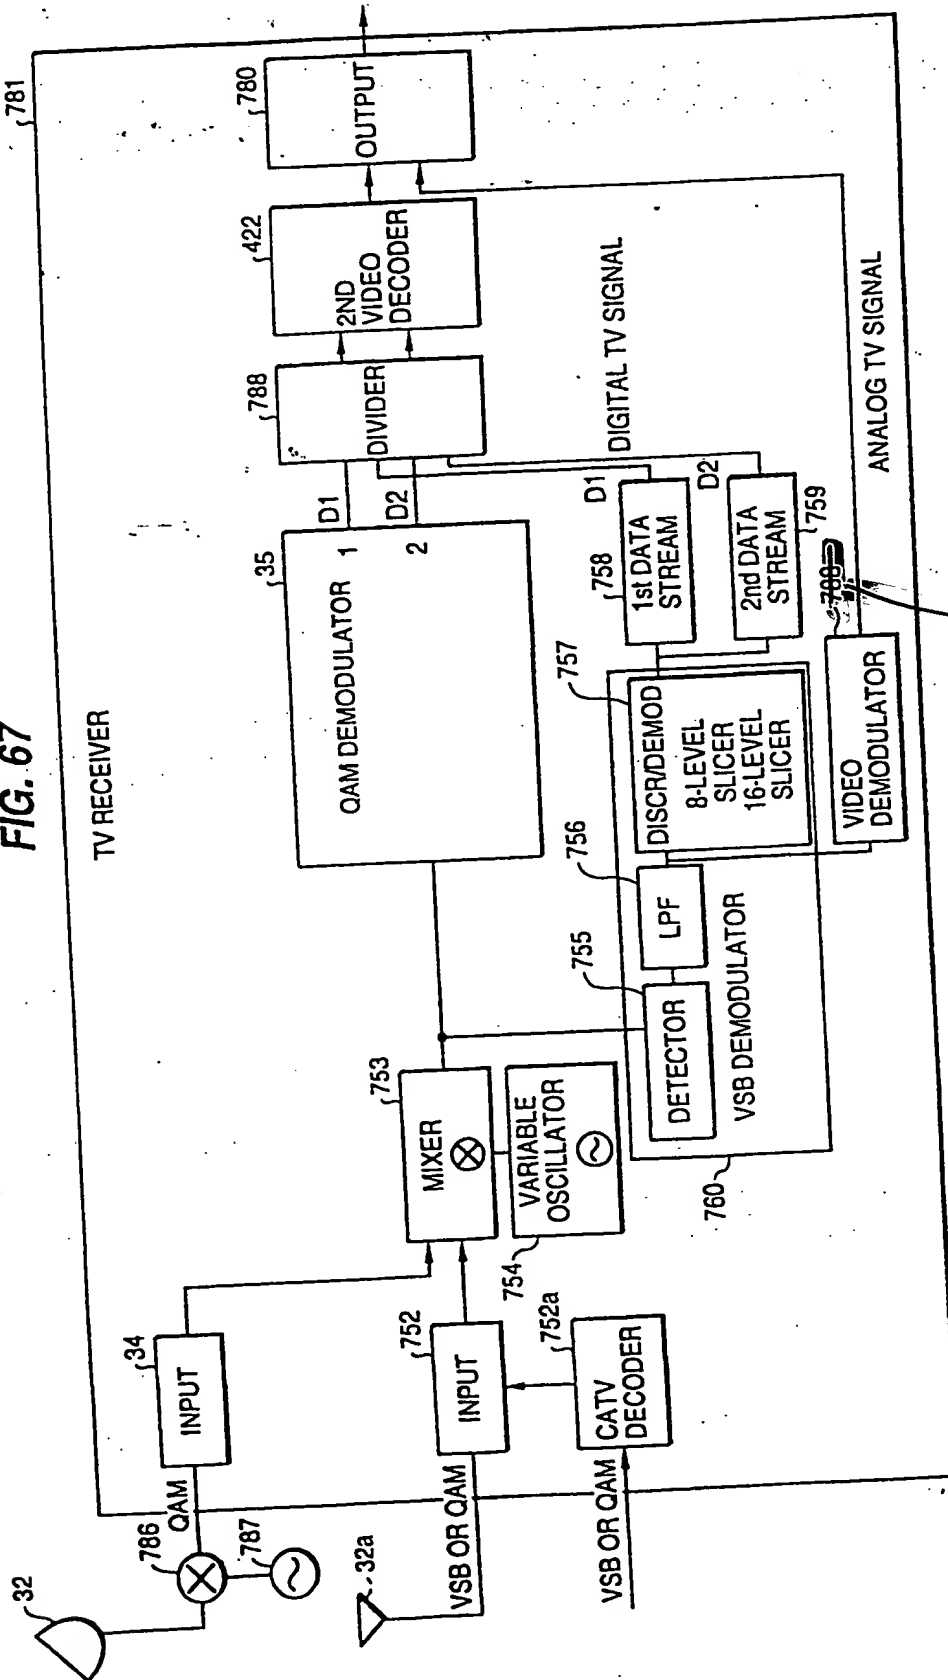 FIG. 67
781
TV RECEIVER
32
786
QAM
787
34
INPUT
32a
VSB OR QAM
752
INPUT
VSB OR QAM
752a
CATV
DECODER
753
MIXER
754
VARIABLE
OSCILLATOR
35
QAM DEMODULATOR
1
2
D1
D2
788
DIVIDER
422
2ND
VIDEO
DECODER
780
OUTPUT
760
VSB DEMODULATOR
755
DETECTOR
756
LPF
757
DISCR/DEMOD
8-LEVEL
SLICER
16-LEVEL
SLICER
758
1st DATA
STREAM
D1
759
2nd DATA
STREAM
D2
DIGITAL TV SIGNAL
VIDEO
DEMODULATOR
ANALOG TV SIGNAL